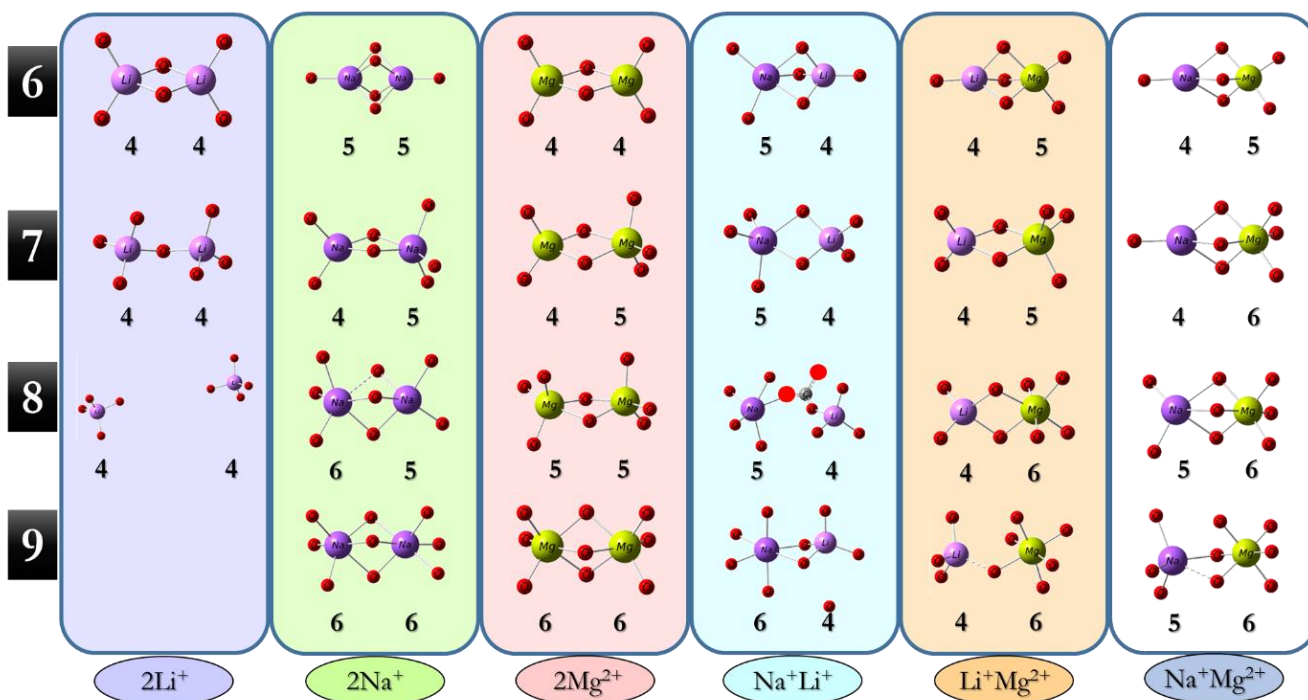 6
Li Li Na Na Mg Mg Na Li Li Mg Na Mg
4 4 5 5 4 4 5 4 4 5 4 5
7
Li Li Na Na Mg Mg Na Li Li Mg Na Mg
4 4 4 5 4 5 5 4 4 5 4 6
8
Li Li Na Na Mg Mg Na Li Li Mg Na Mg
4 4 6 5 5 5 5 4 4 6 5 6
9
Na Na Mg Mg Na Li Li Mg Na Mg
6 6 6 6 6 4 4 6 5 6
2Li⁺ 2Na⁺ 2Mg²⁺ Na⁺Li⁺ Li⁺Mg²⁺ Na⁺Mg²⁺